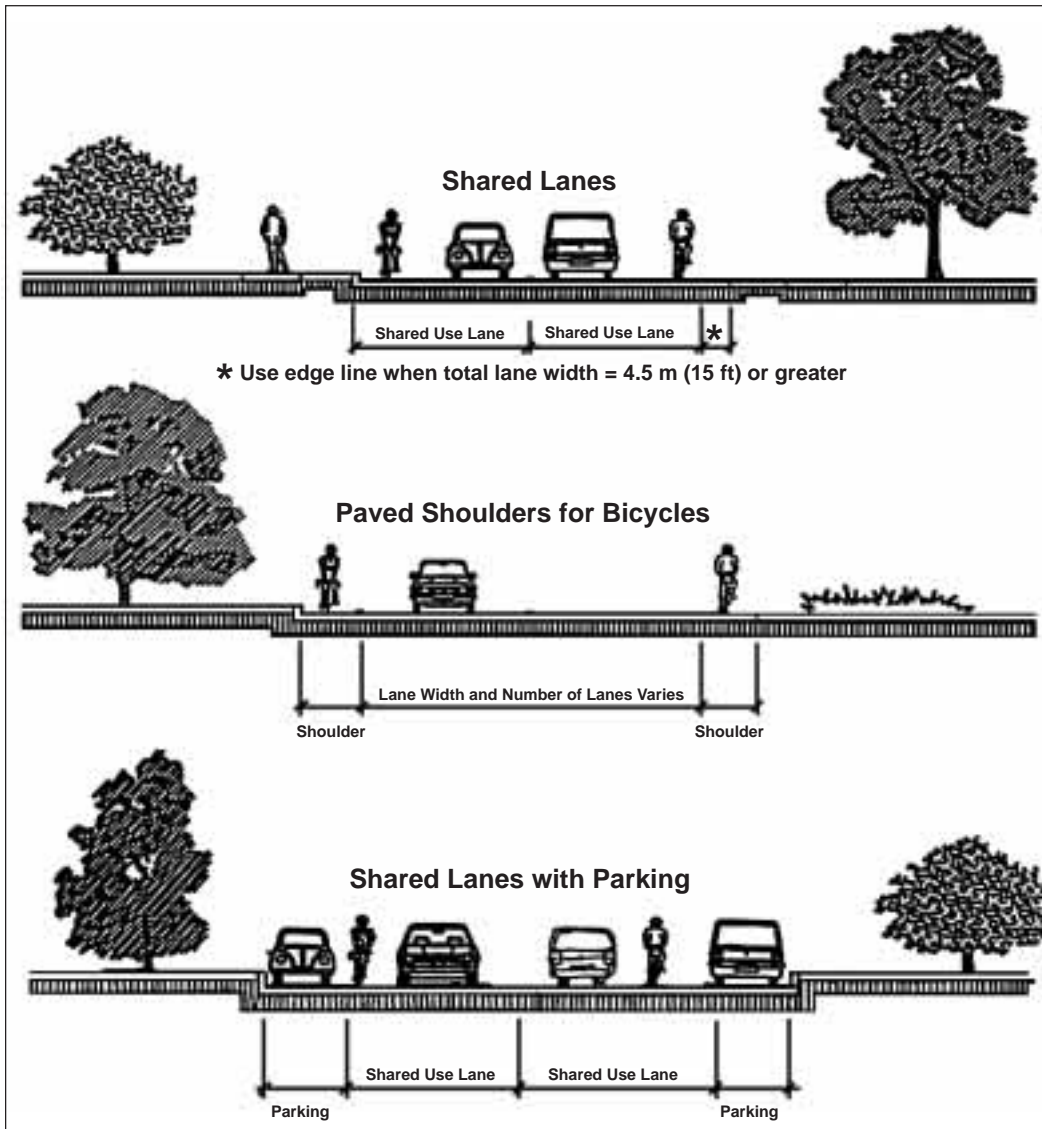 Shared Lanes
Shared Use Lane Shared Use Lane *
* Use edge line when total lane width = 4.5 m (15 ft) or greater
Paved Shoulders for Bicycles
Lane Width and Number of Lanes Varies
Shoulder Shoulder
Shared Lanes with Parking
Shared Use Lane Shared Use Lane
Parking Parking